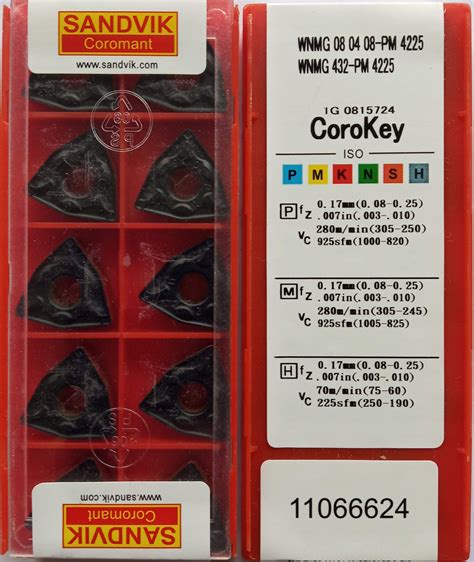 SANDVIK
Coromant
www.sandvik.com
www.sandvik.com
SANDVIK
Coromant
WNMG 08 04 08-PM 4225
WNMG 432-PM 4225
IG 0815724
CoroKey
ISO
P M K N S H
P fz 0.17mm(0.08-0.25)
.007in(.003-.010)
vc 280m/min(305-250)
925sfm(1000-820)
M fz 0.17mm(0.08-0.25)
.007in(.003-.010)
vc 280m/min(305-245)
925sfm(1005-825)
H fz 0.17mm(0.08-0.25)
.007in(.003-.010)
vc 70m/min(75-60)
225sfm(250-190)
11066624